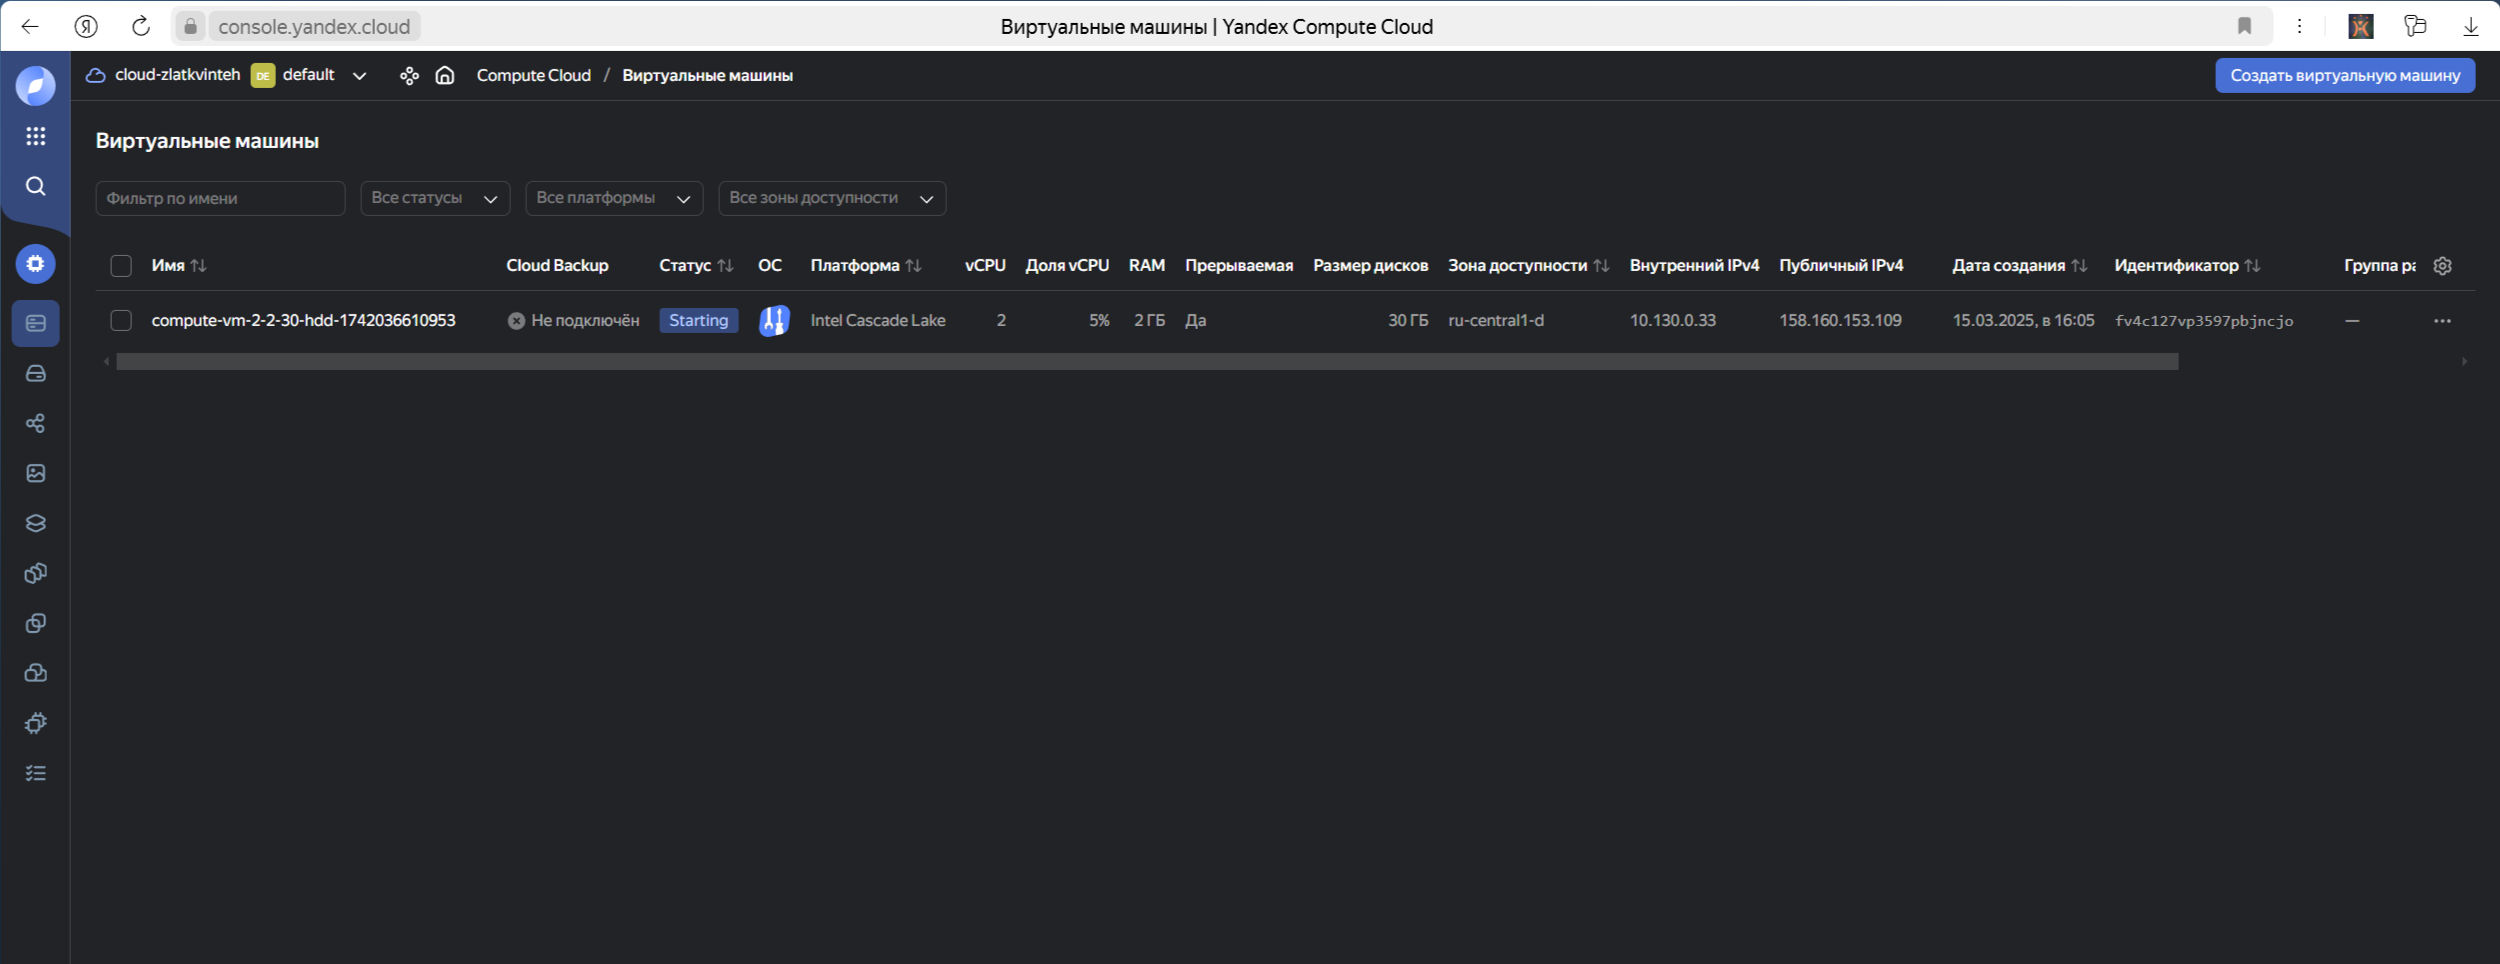 console.yandex.cloud Виртуальные машины | Yandex Compute Cloud
cloud-zlatkvinteh DE default Compute Cloud / Виртуальные машины Создать виртуальную машину
Виртуальные машины
Фильтр по имени Все статусы Все платформы Все зоны доступности
Имя Cloud Backup Статус ОС Платформа vCPU Доля vCPU RAM Прерываемая Размер дисков Зона доступности Внутренний IPv4 Публичный IPv4 Дата создания Идентификатор Группа ра
compute-vm-2-2-30-hdd-1742036610953 Не подключён Starting Intel Cascade Lake 2 5% 2 ГБ Да 30 ГБ ru-central1-d 10.130.0.33 158.160.153.109 15.03.2025, в 16:05 fv4c127vp3597pbjncjo —